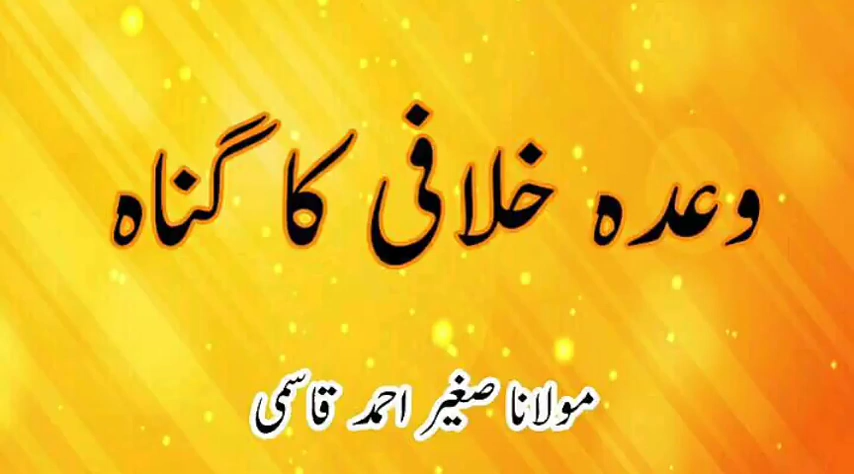 وعدہ خلافی کا گناہ
مولانا صغیر احمد قاسمی